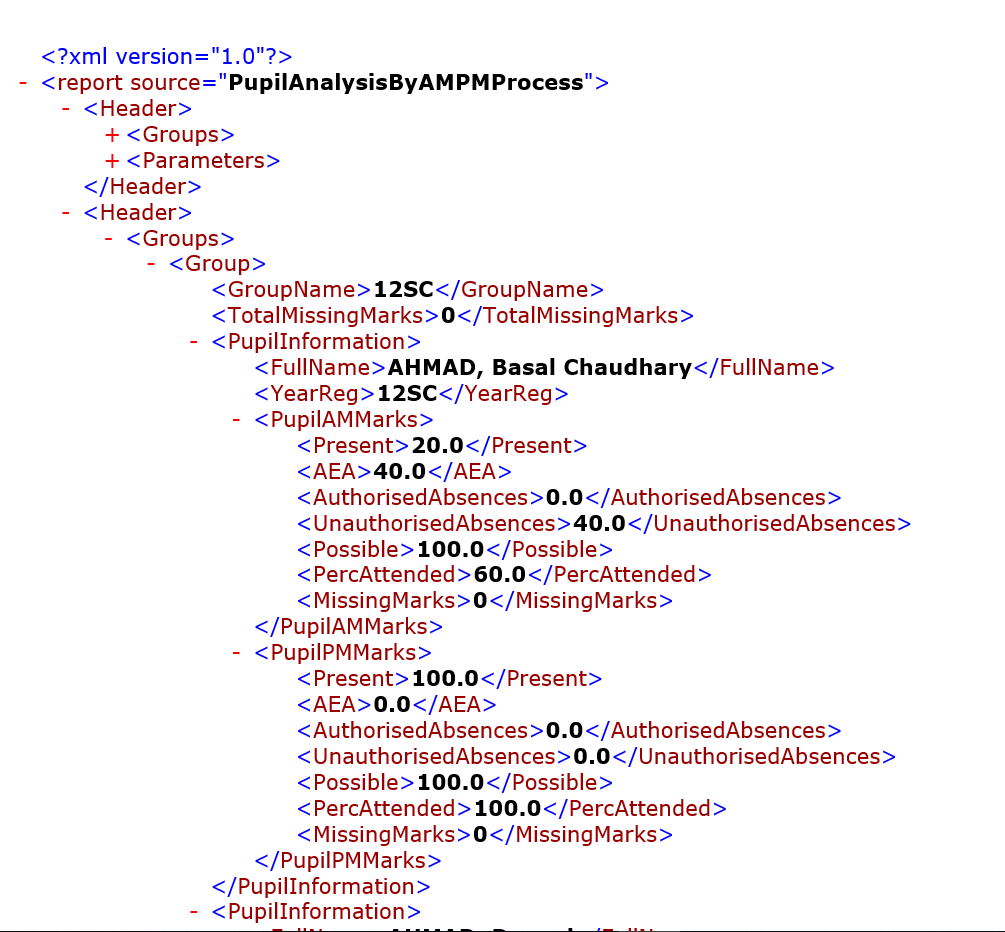 <?xml version="1.0"?>
- <report source="PupilAnalysisByAMPMProcess">
- <Header>
+ <Groups>
+ <Parameters>
</Header>
- <Header>
- <Groups>
- <Group>
<GroupName>12SC</GroupName>
<TotalMissingMarks>0</TotalMissingMarks>
- <PupilInformation>
<FullName>AHMAD, Basal Chaudhary</FullName>
<YearReg>12SC</YearReg>
- <PupilAMMarks>
<Present>20.0</Present>
<AEA>40.0</AEA>
<AuthorisedAbsences>0.0</AuthorisedAbsences>
<UnauthorisedAbsences>40.0</UnauthorisedAbsences>
<Possible>100.0</Possible>
<PercAttended>60.0</PercAttended>
<MissingMarks>0</MissingMarks>
</PupilAMMarks>
- <PupilPMMarks>
<Present>100.0</Present>
<AEA>0.0</AEA>
<AuthorisedAbsences>0.0</AuthorisedAbsences>
<UnauthorisedAbsences>0.0</UnauthorisedAbsences>
<Possible>100.0</Possible>
<PercAttended>100.0</PercAttended>
<MissingMarks>0</MissingMarks>
</PupilPMMarks>
</PupilInformation>
- <PupilInformation>